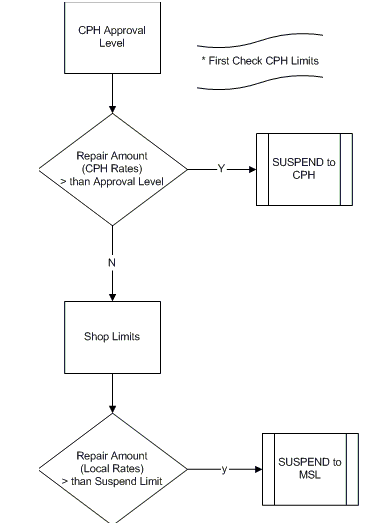 CPH Approval
Level
* First Check CPH Limits
Repair Amount
(CPH Rates)
> than Approval Level
Y
SUSPEND to
CPH
N
Shop Limits
Repair Amount
(Local Rates)
> than Suspend Limit
y
SUSPEND to
MSL